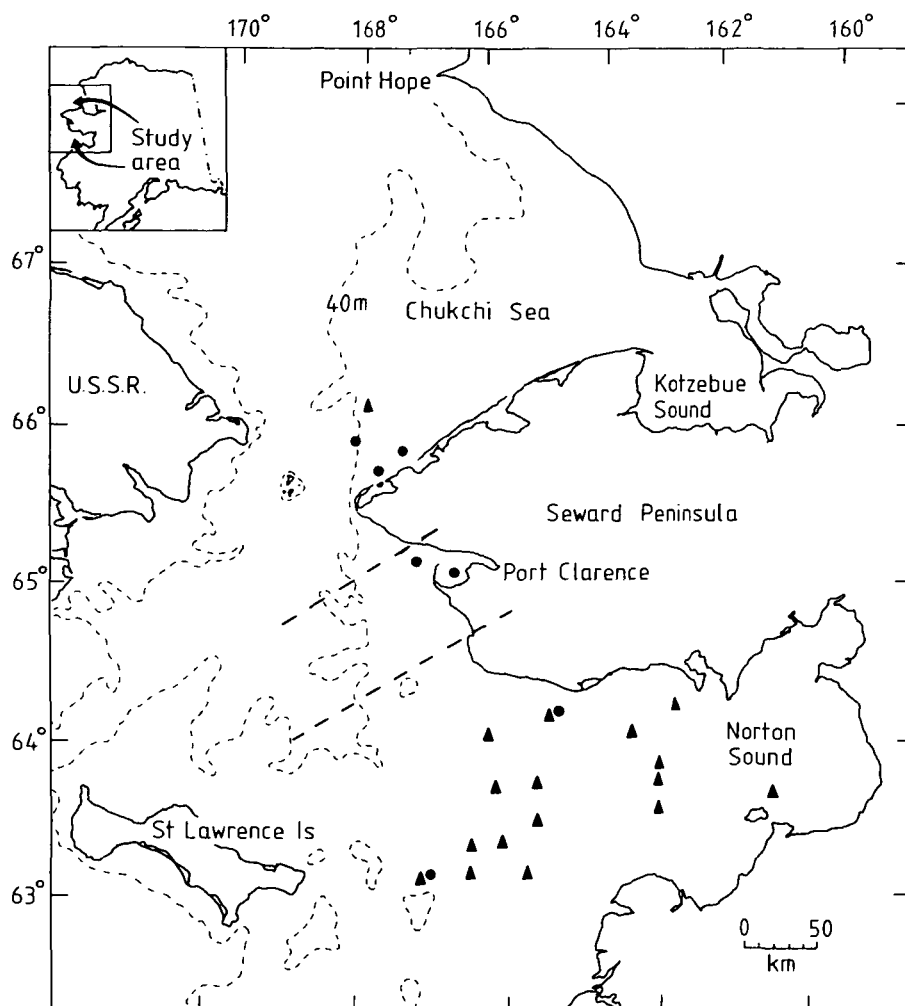 170° 168° 166° 164° 162° 160°
Point Hope
Study
area
67°
40m
Chukchi Sea
U.S.S.R.
Kotzebue
Sound
66°
Seward Peninsula
65°
Port Clarence
64°
Norton
Sound
St Lawrence Is
63°
0 50
km